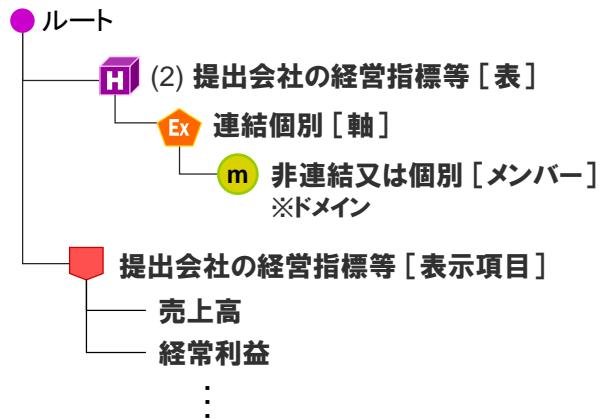 ルート
H (2) 提出会社の経営指標等［表］
Ex 連結個別［軸］
m 非連結又は個別［メンバー］
※ドメイン
提出会社の経営指標等［表示項目］
売上高
経常利益
⋮